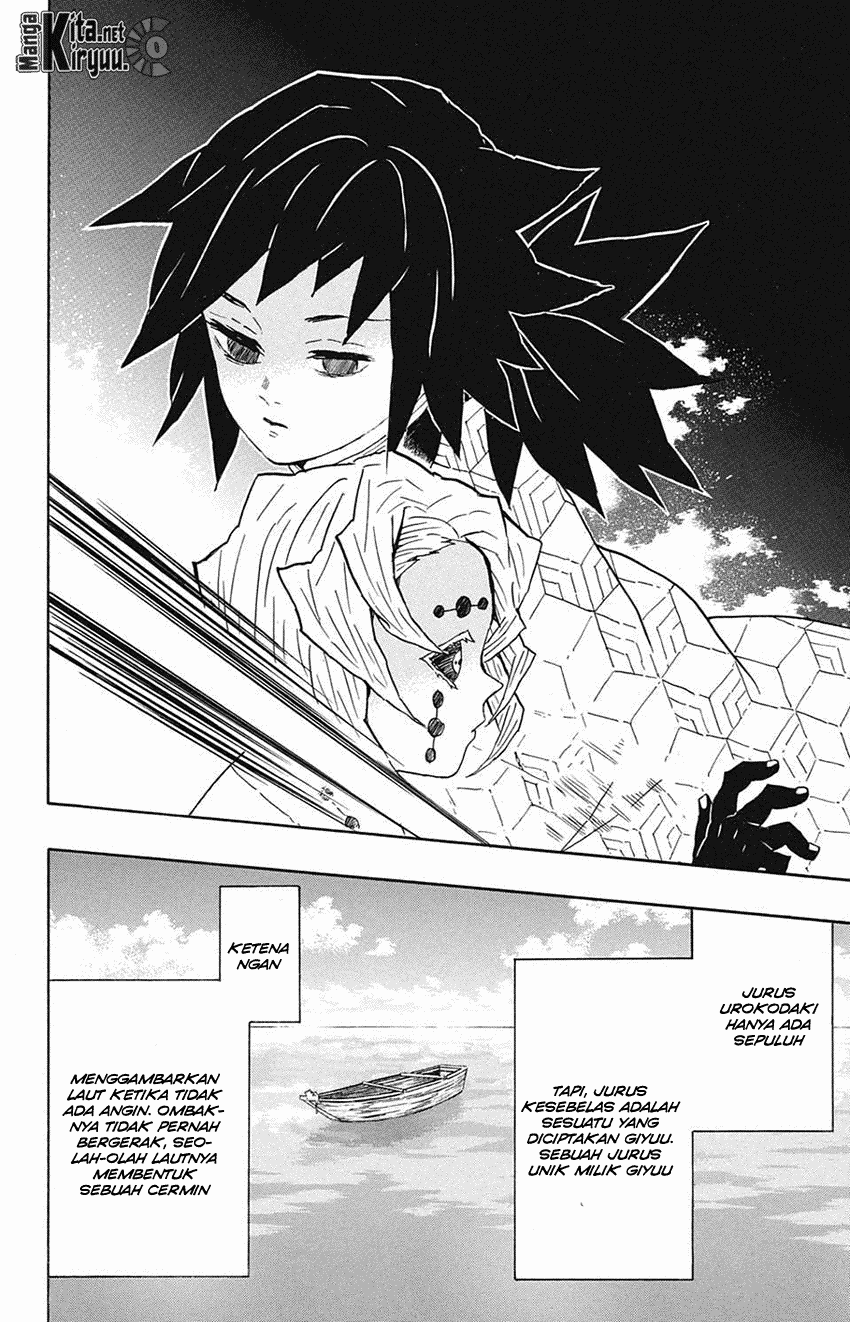 MangaKita.net
Kiryuu.
JURUS
UROKODAKI
HANYA ADA
SEPULUH
TAPI, JURUS
KESEBELAS ADALAH
SESUATU YANG
DICIPTAKAN GIYUU.
SEBUAH JURUS
UNIK MILIK GIYUU
KETENA
NGAN
MENGGAMBARKAN
LAUT KETIKA TIDAK
ADA ANGIN. OMBAK-
NYA TIDAK PERNAH
BERGERAK, SEO-
LAH-OLAH LAUTNYA
MEMBENTUK
SEBUAH CERMIN